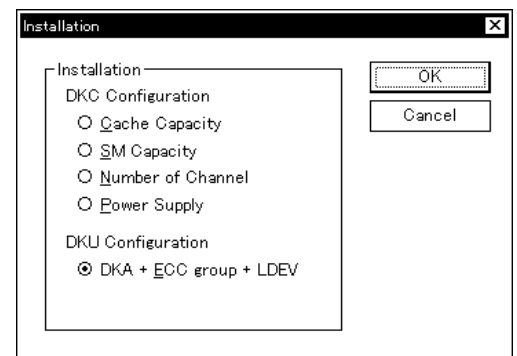 Installation
Installation
DKC Configuration
Cache Capacity
SM Capacity
Number of Channel
Power Supply
DKU Configuration
DKA + ECC group + LDEV
OK
Cancel